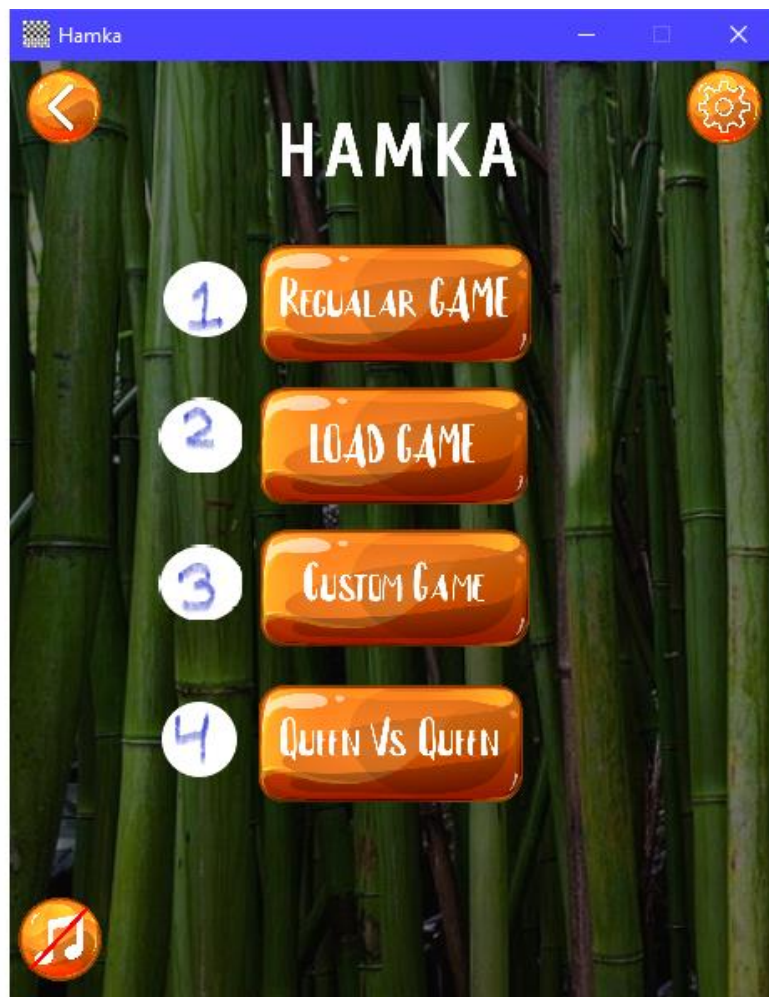 Hamka
HAMKA
1
REGUALAR GAME
2
LOAD GAME
3
CUSTOM GAME
4
QUEEN VS QUEEN